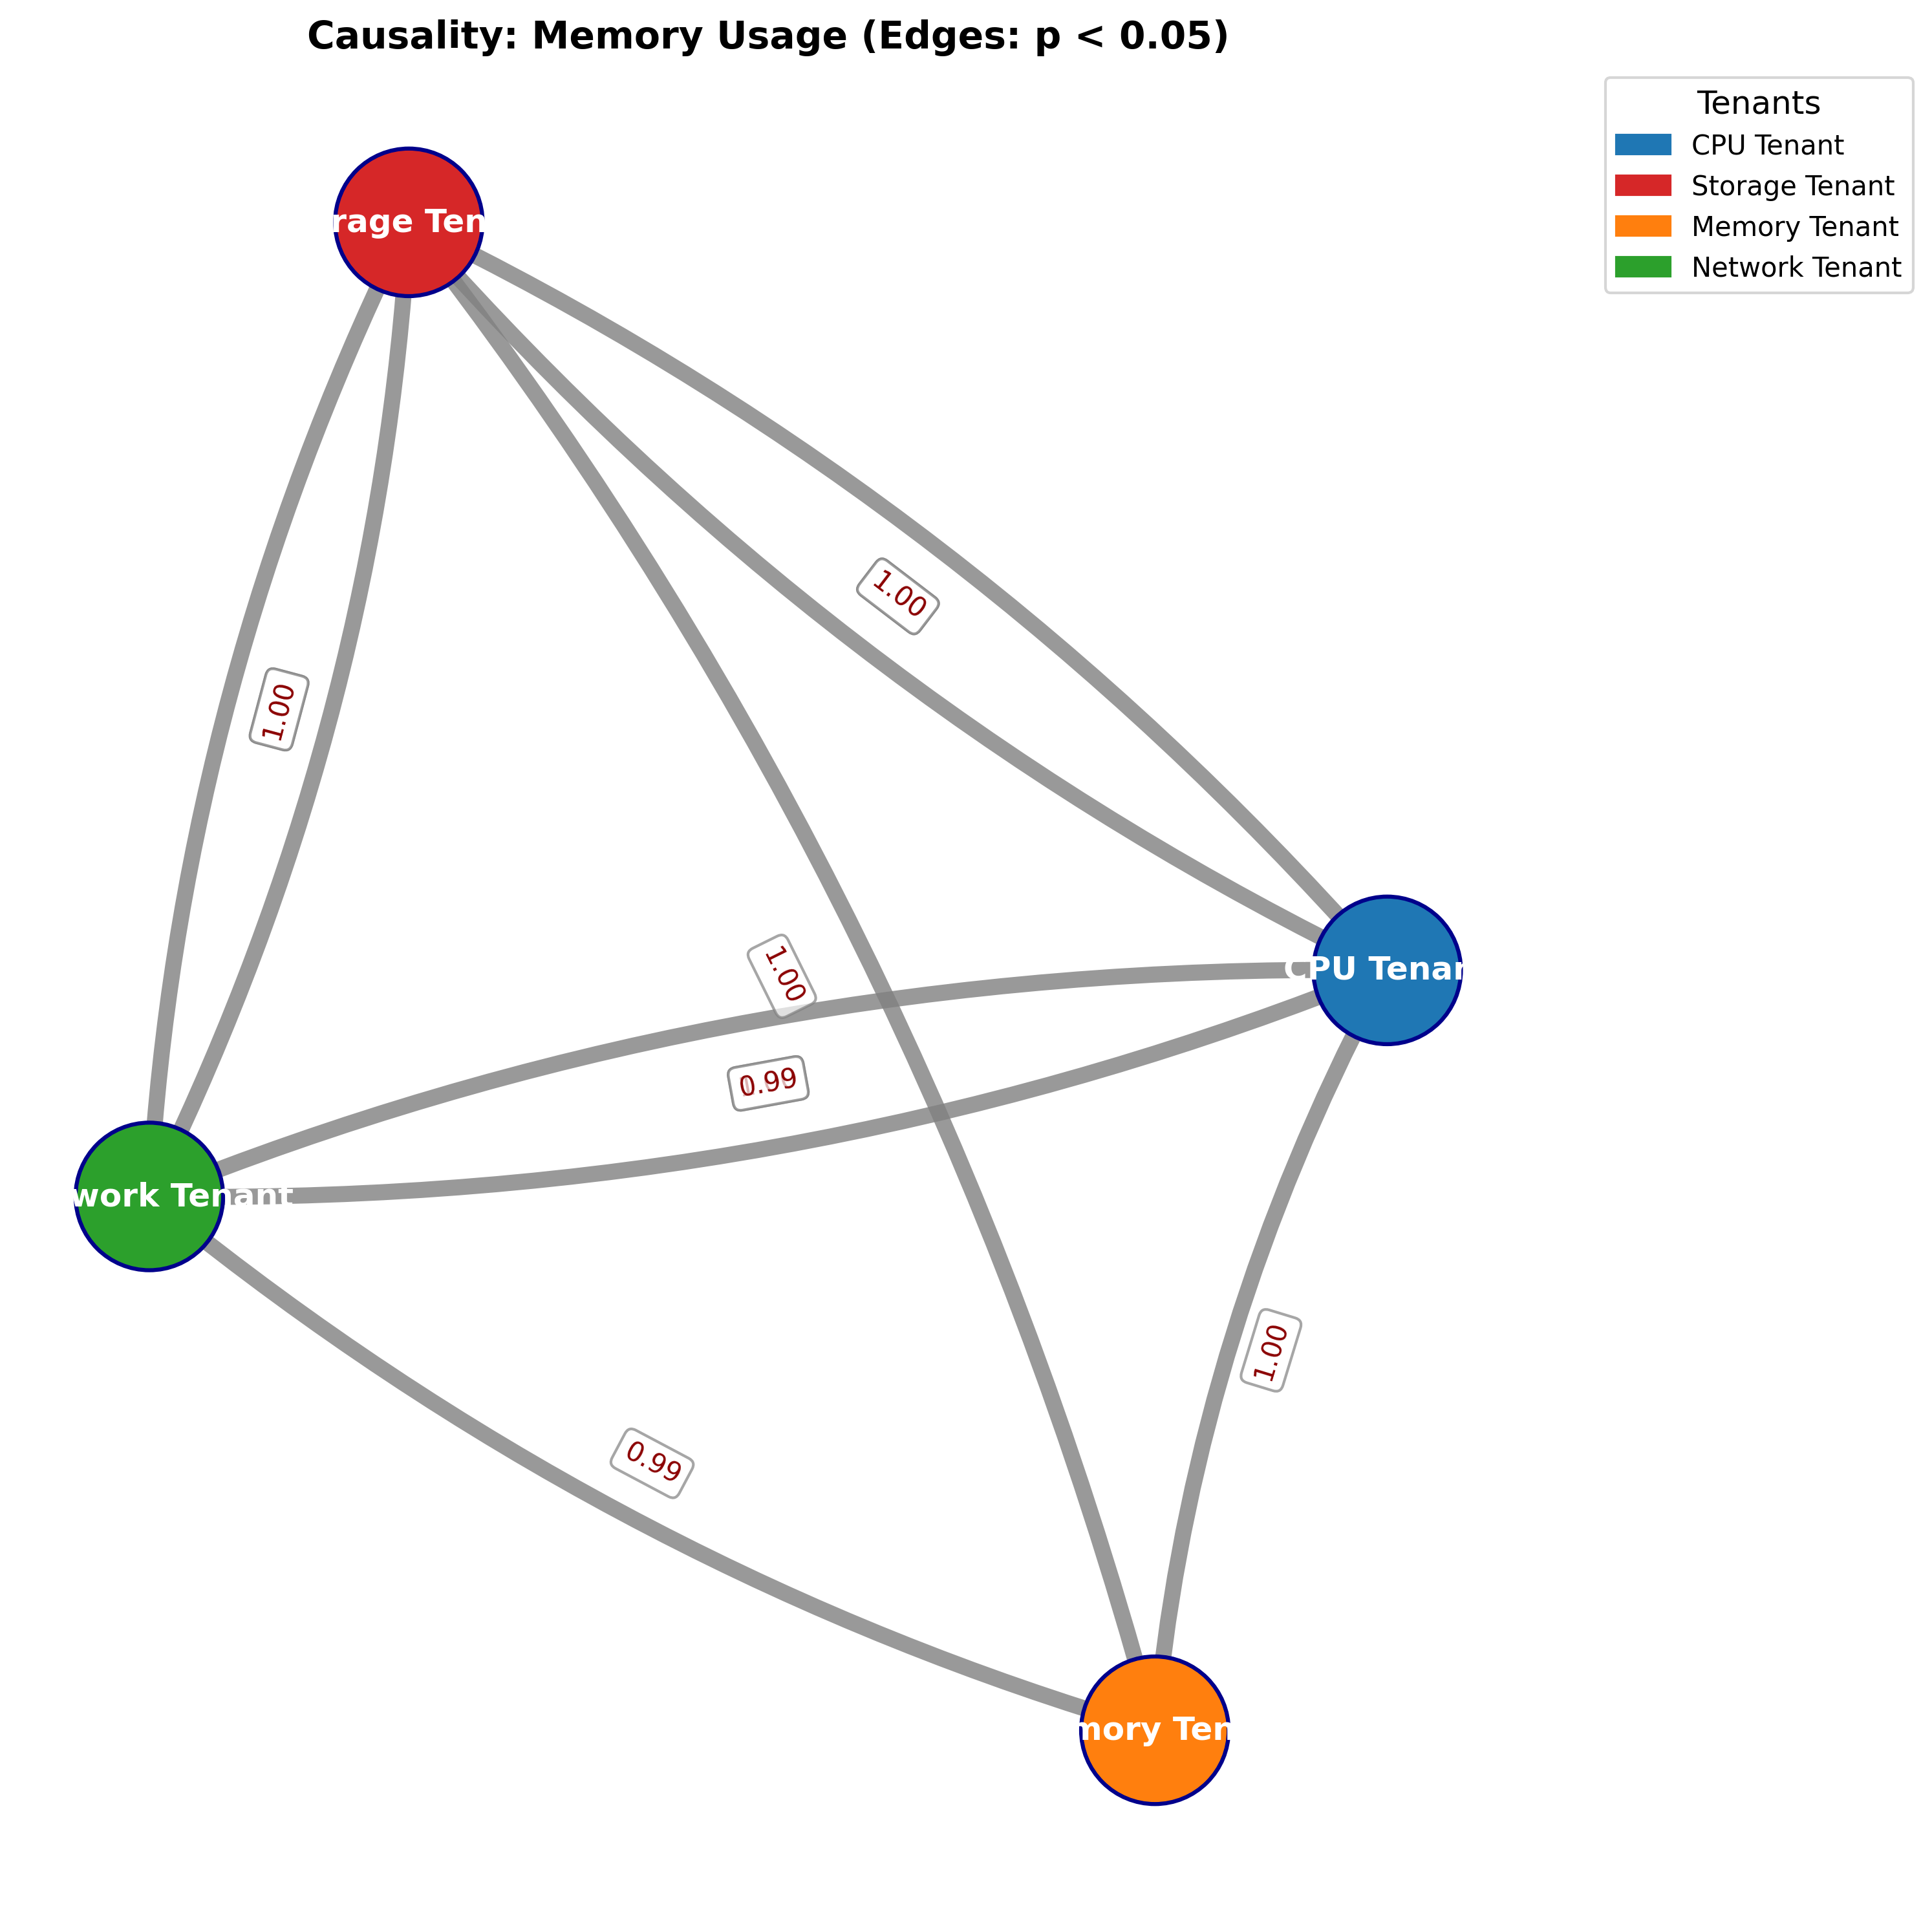 Causality: Memory Usage (Edges: p < 0.05)
Tenants
CPU Tenant
Storage Tenant
Memory Tenant
Network Tenant
rage Ten
1.00
1.00
1.00
CPU Tenan
0.99
work Tenant
1.00
0.99
mory Ten